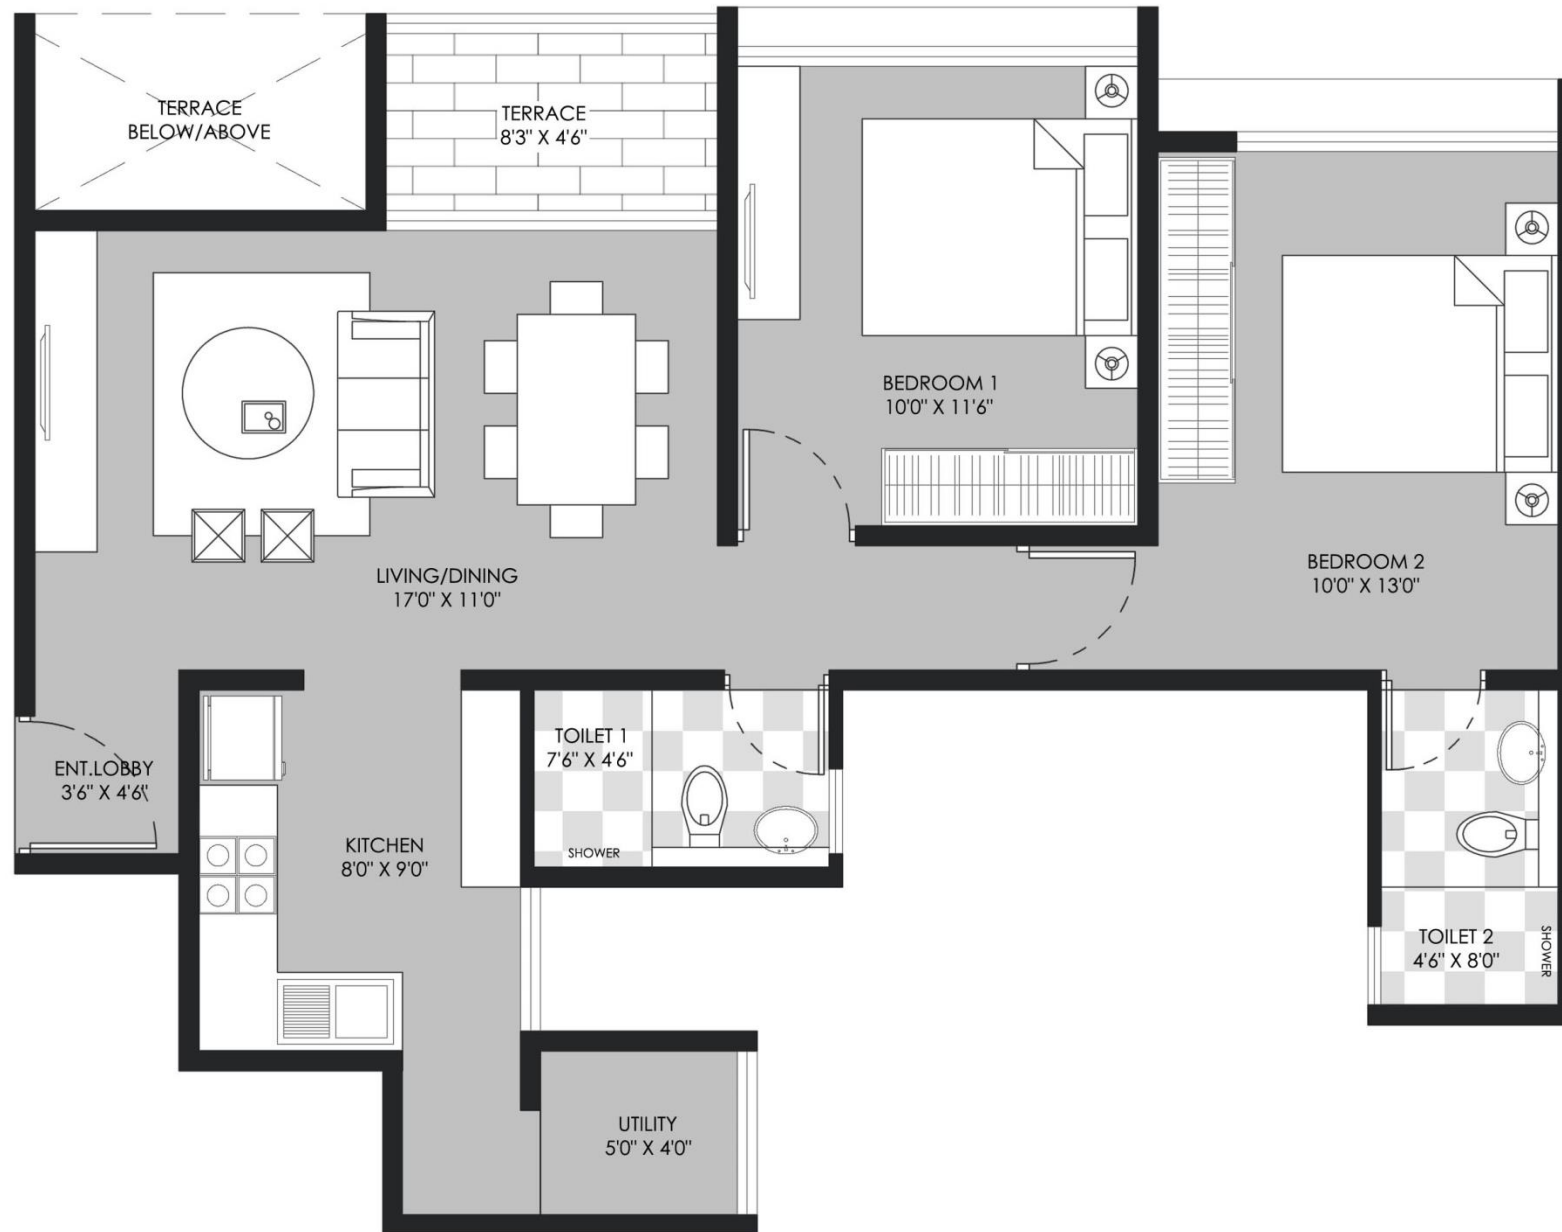 TERRACE
BELOW/ABOVE
TERRACE
8'3" X 4'6"
BEDROOM 1
10'0" X 11'6"
BEDROOM 2
10'0" X 13'0"
LIVING/DINING
17'0" X 11'0"
ENT.LOBBY
3'6" X 4'6"
KITCHEN
8'0" X 9'0"
TOILET 1
7'6" X 4'6"
SHOWER
TOILET 2
4'6" X 8'0"
SHOWER
UTILITY
5'0" X 4'0"